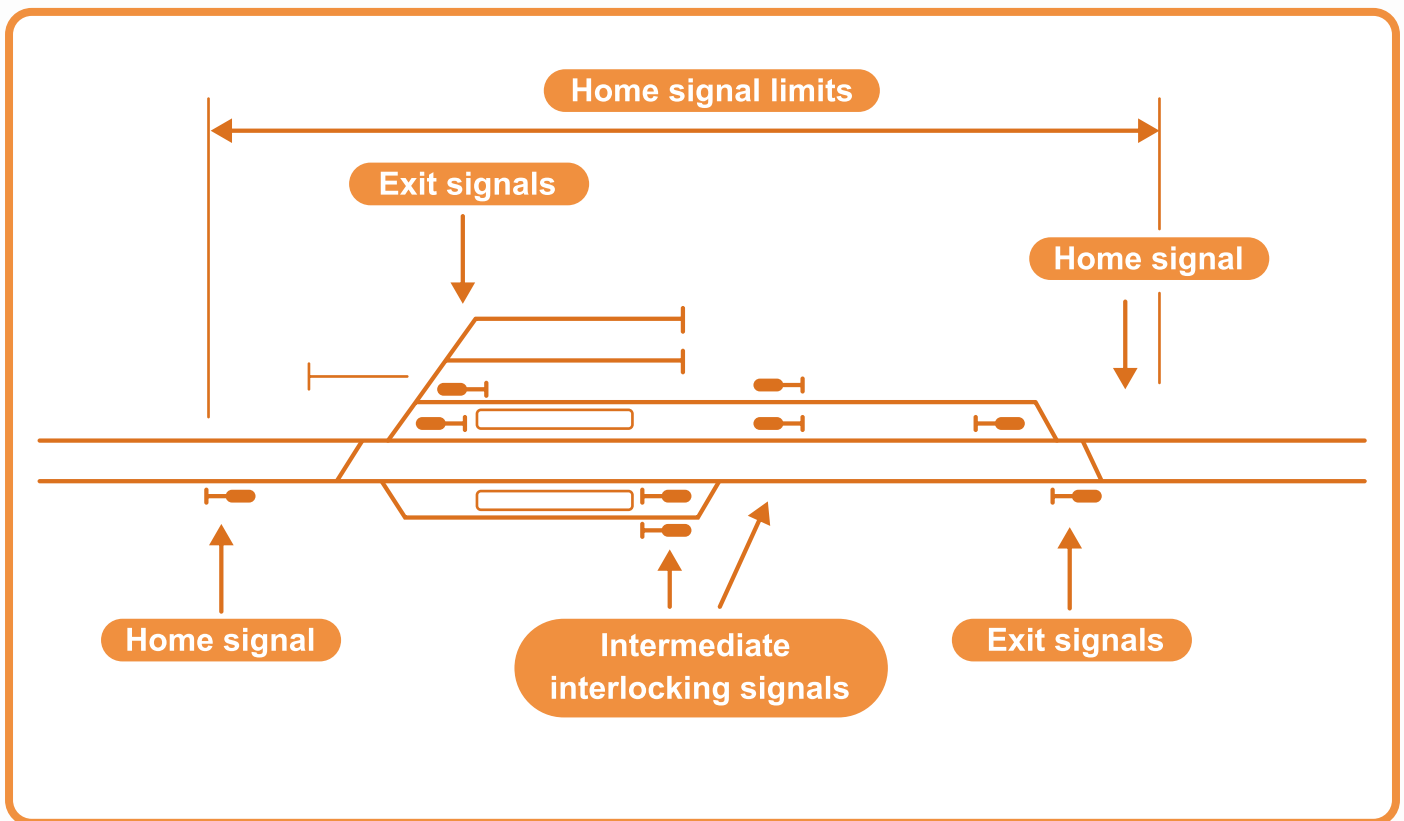 Home signal limits
Exit signals
Home signal
Home signal
Intermediate
interlocking signals
Exit signals